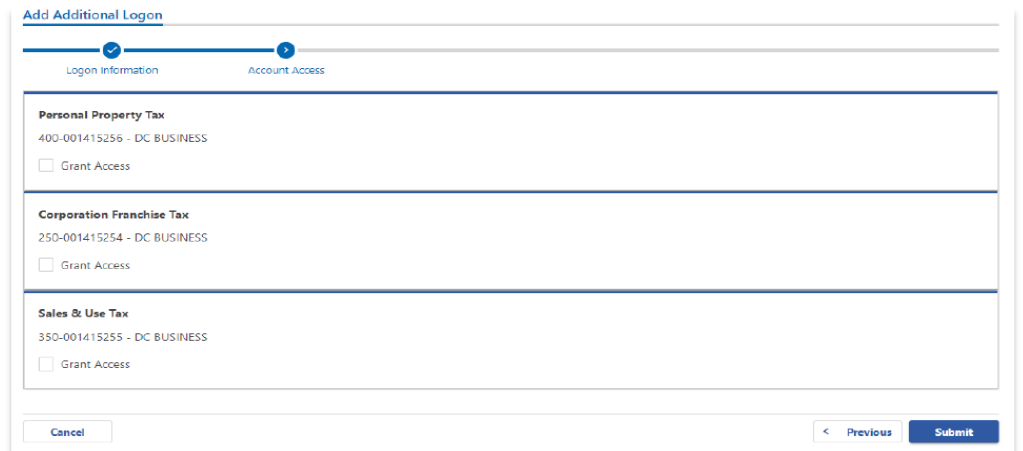 Add Additional Logon
Logon Information
Account Access
Personal Property Tax
400-001415256 - DC BUSINESS
Grant Access
Corporation Franchise Tax
250-001415254 - DC BUSINESS
Grant Access
Sales & Use Tax
350-001415255 - DC BUSINESS
Grant Access
Cancel
< Previous
Submit